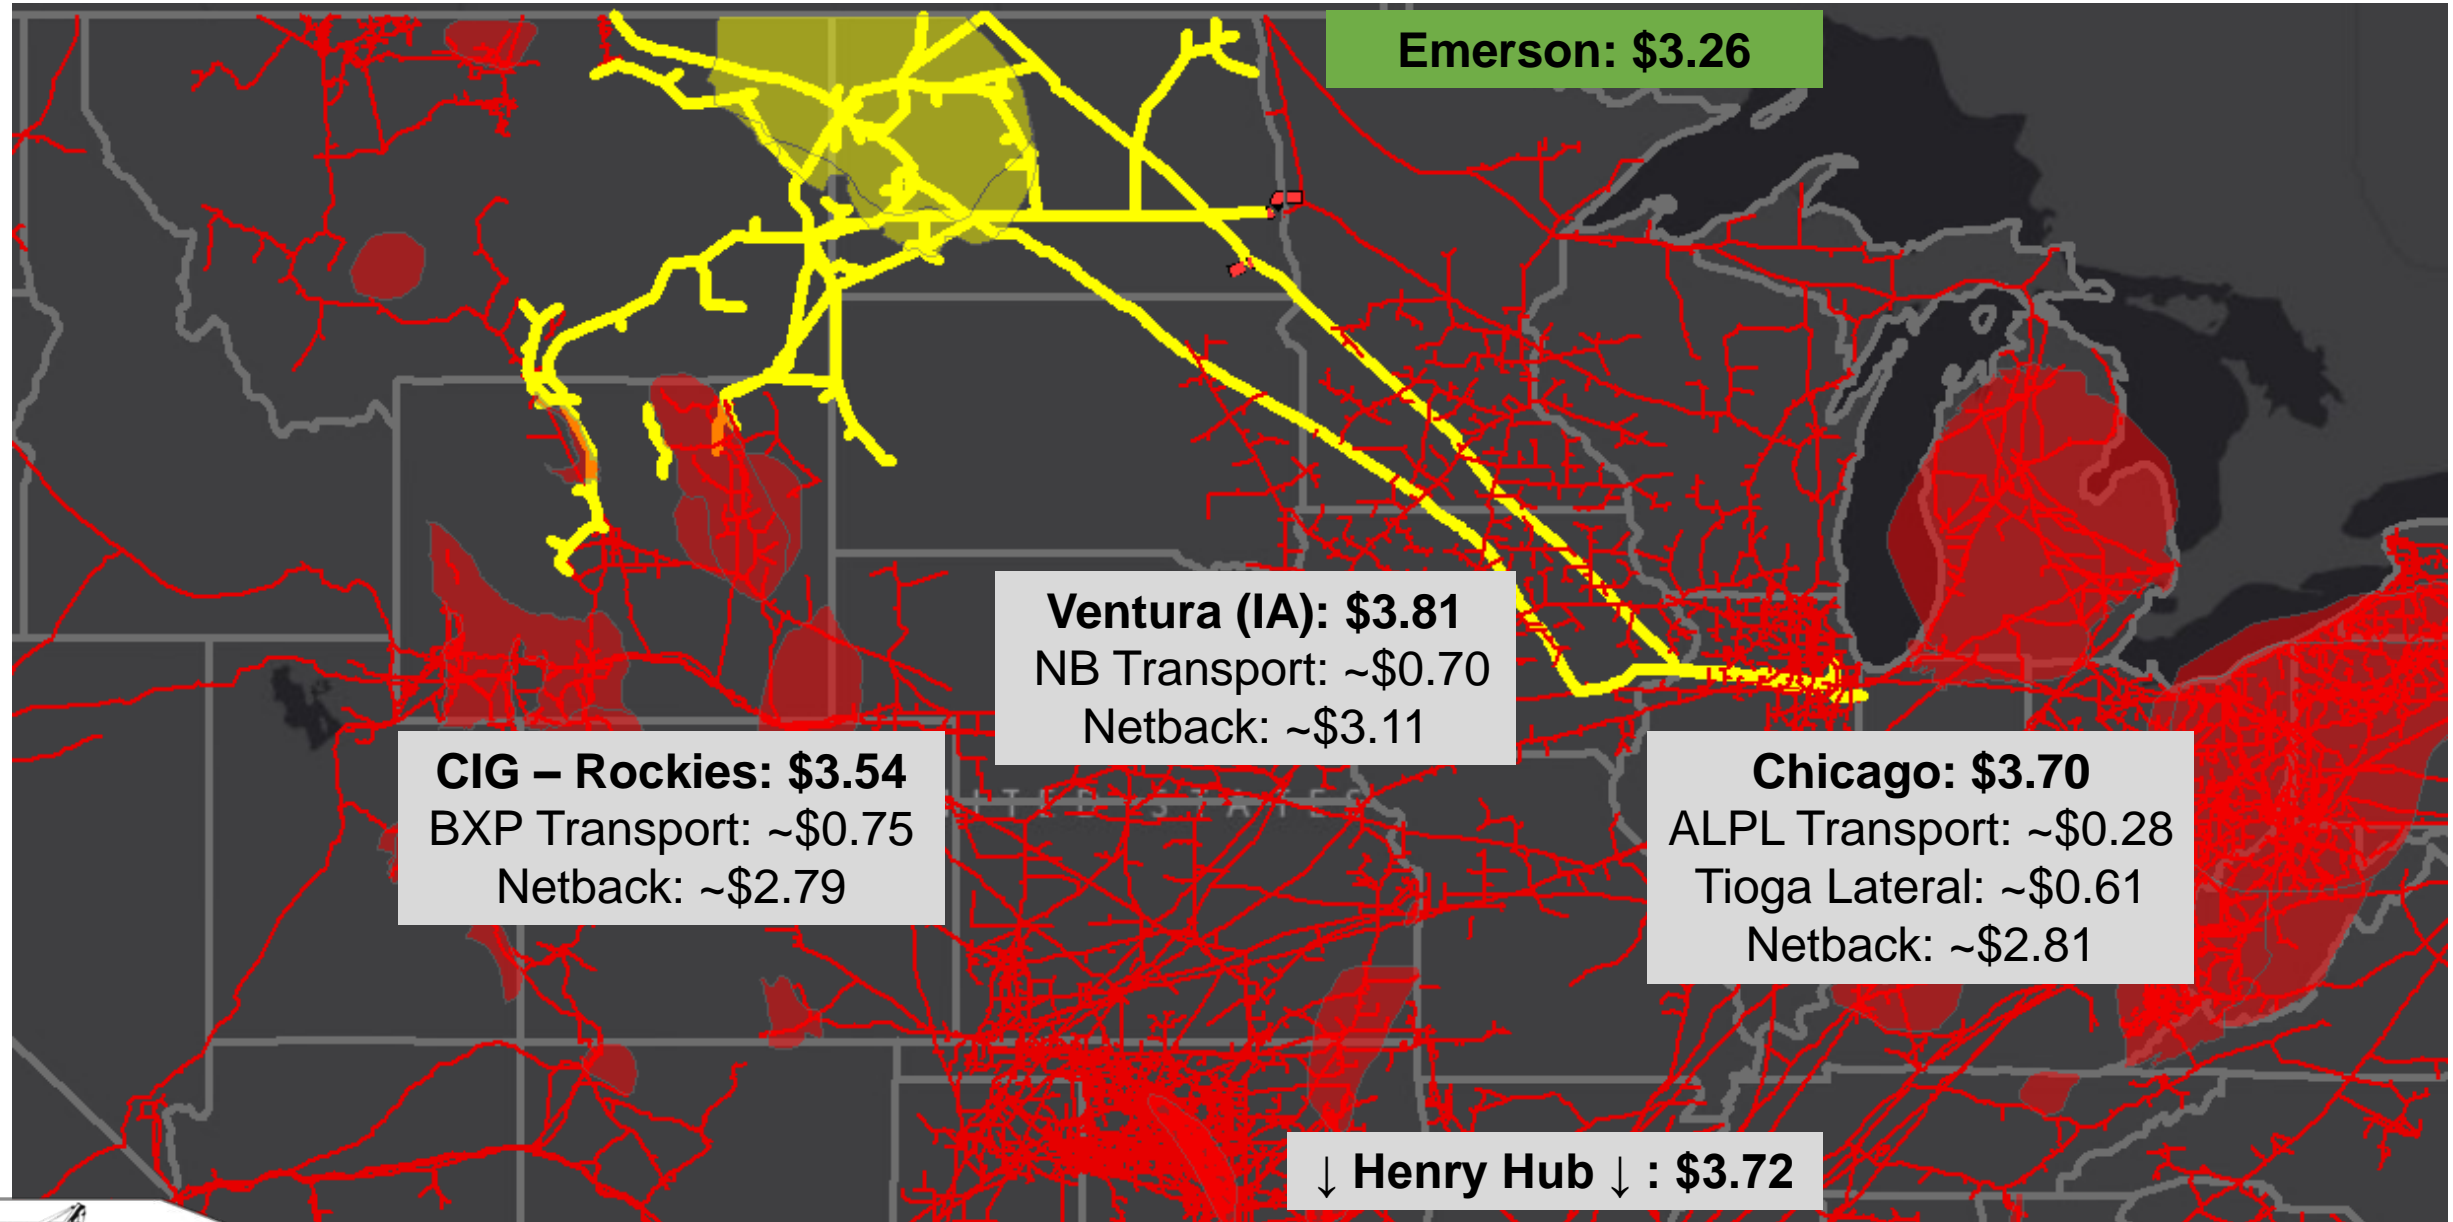 Emerson: $3.26
Ventura (IA): $3.81
NB Transport: ~$0.70
Netback: ~$3.11
CIG – Rockies: $3.54
BXP Transport: ~$0.75
Netback: ~$2.79
Chicago: $3.70
ALPL Transport: ~$0.28
Tioga Lateral: ~$0.61
Netback: ~$2.81
NITED STATES
↓ Henry Hub ↓ : $3.72